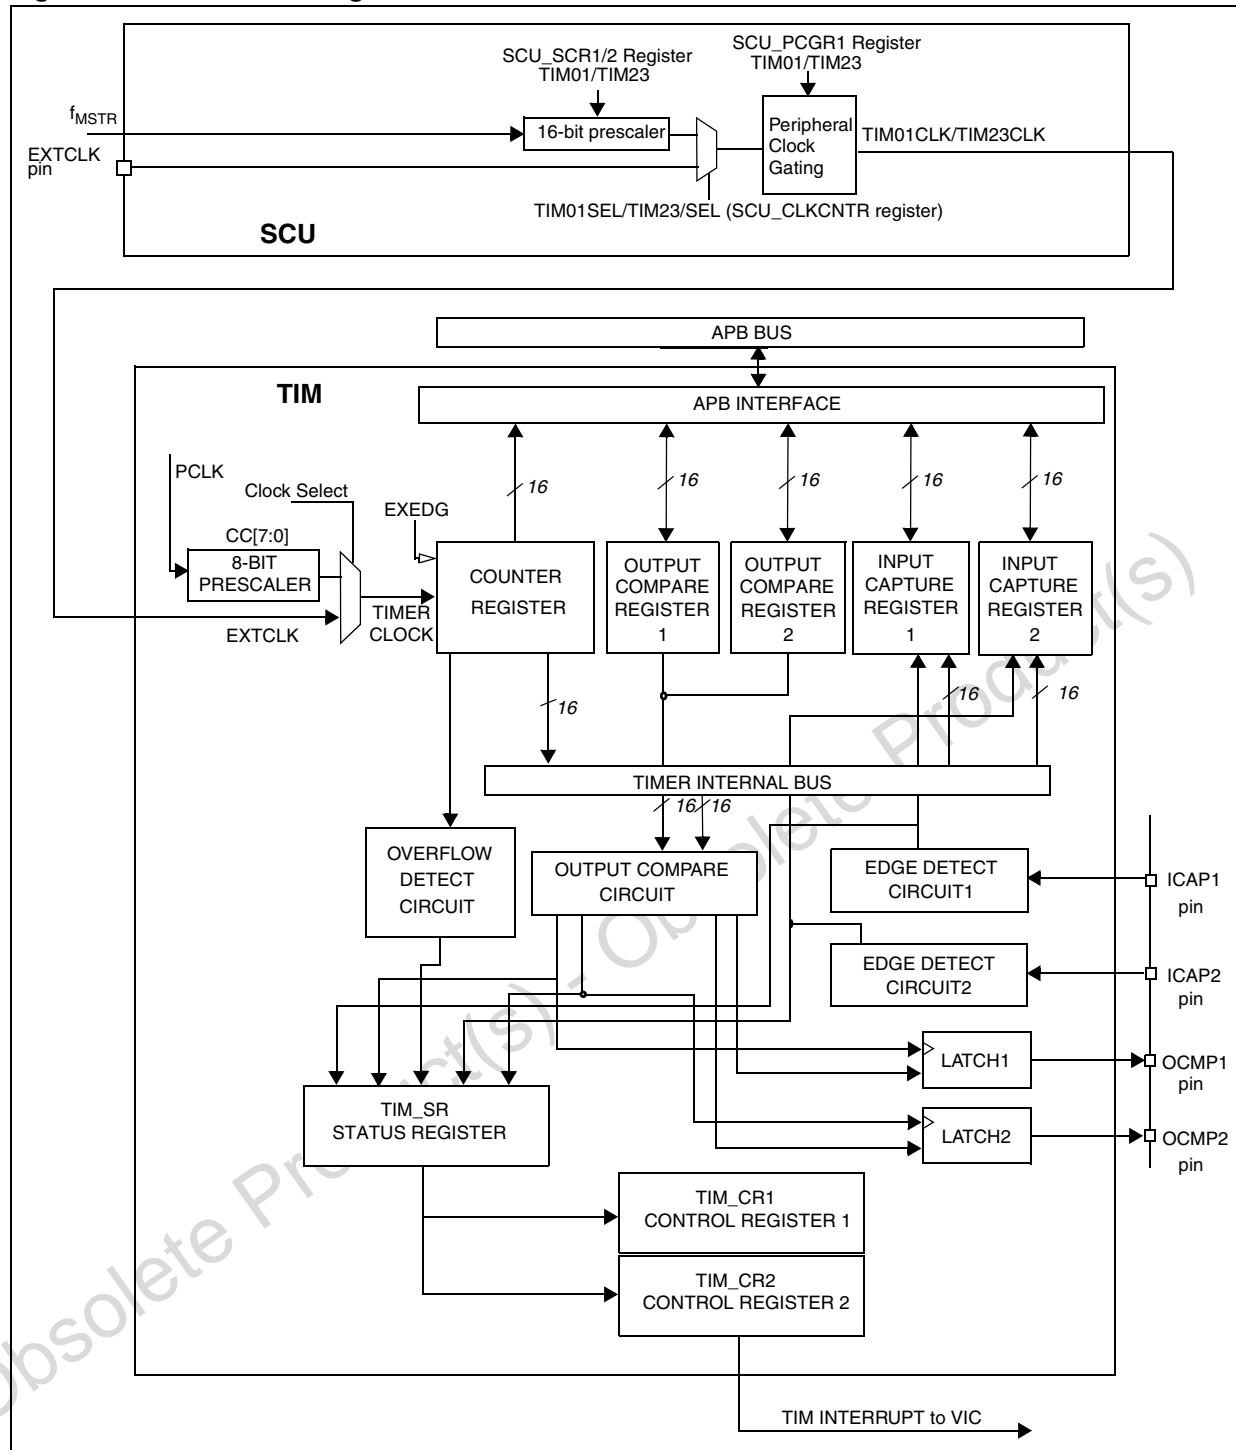 SCU_SCR1/2 Register
TIM01/TIM23
SCU_PCGR1 Register
TIM01/TIM23
fMSTR
16-bit prescaler
Peripheral
Clock
Gating
TIM01CLK/TIM23CLK
EXTCLK
pin
TIM01SEL/TIM23/SEL (SCU_CLKCNTR register)
SCU
APB BUS
TIM
APB INTERFACE
PCLK
Clock Select
EXEDG
16
16
16
16
16
CC[7:0]
8-BIT
PRESCALER
EXTCLK
TIMER
CLOCK
COUNTER
REGISTER
OUTPUT
COMPARE
REGISTER
1
OUTPUT
COMPARE
REGISTER
2
INPUT
CAPTURE
REGISTER
1
INPUT
CAPTURE
REGISTER
2
16
16
16
TIMER INTERNAL BUS
16
16
OVERFLOW
DETECT
CIRCUIT
OUTPUT COMPARE
CIRCUIT
EDGE DETECT
CIRCUIT1
ICAP1
pin
EDGE DETECT
CIRCUIT2
ICAP2
pin
LATCH1
OCMP1
pin
LATCH2
OCMP2
pin
TIM_SR
STATUS REGISTER
TIM_CR1
CONTROL REGISTER 1
TIM_CR2
CONTROL REGISTER 2
TIM INTERRUPT to VIC
Obsolete Product(s) - Obsolete Product(s)